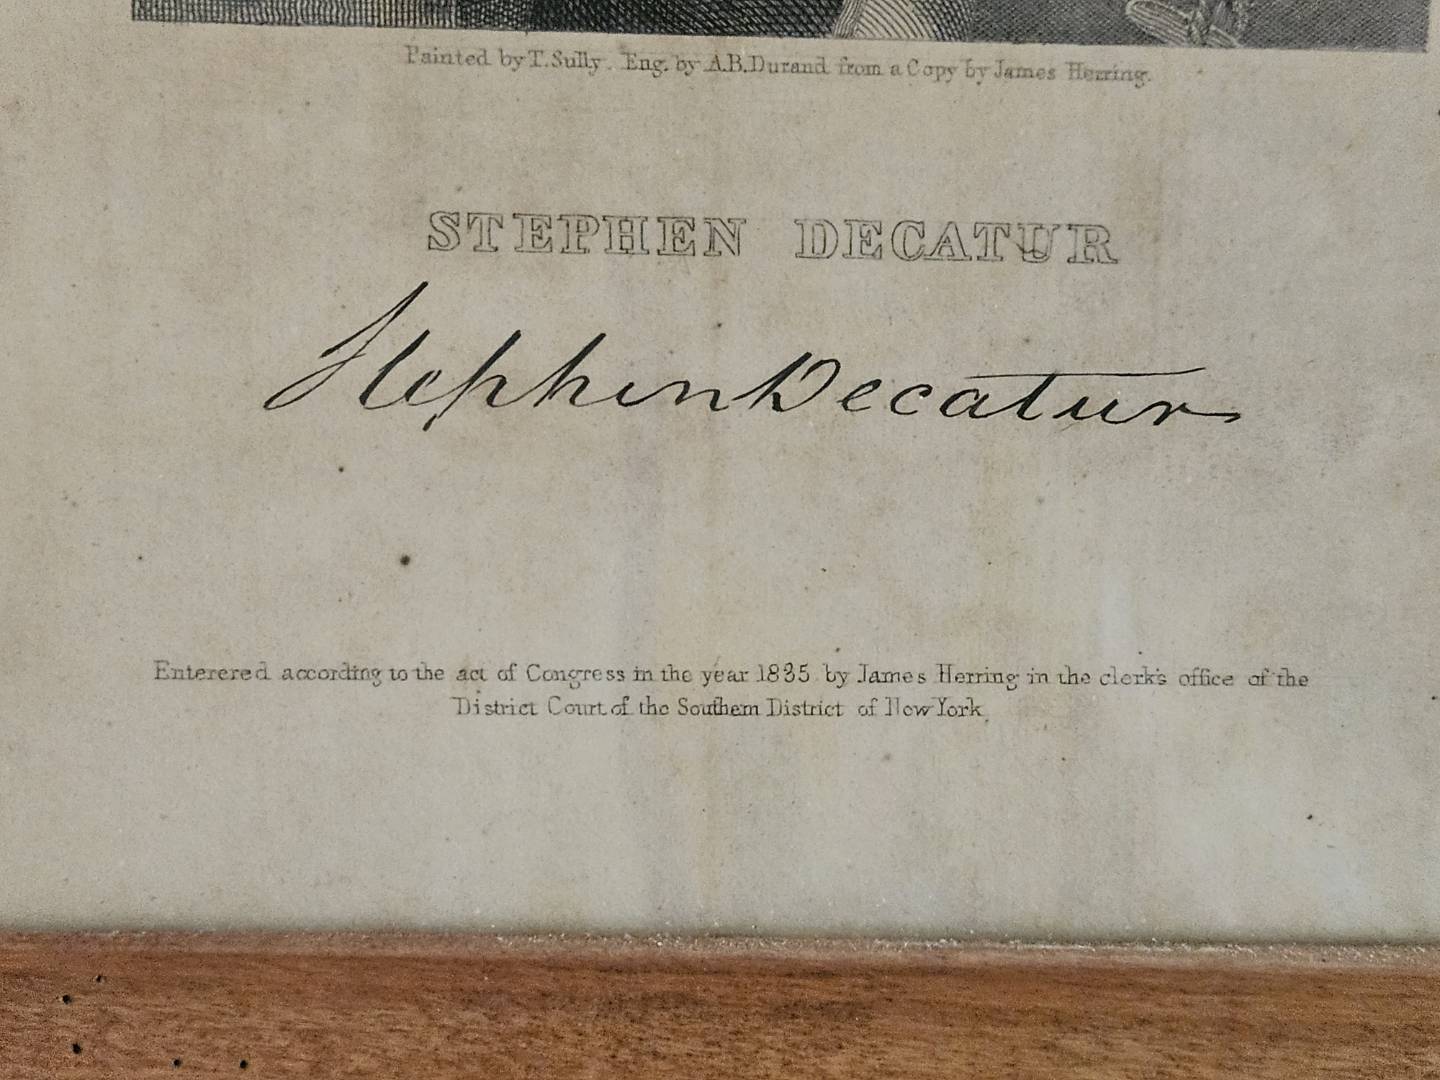 Painted by T. Sully. Eng. by A.B. Durand from a Copy by James Herring.
STEPHEN DECATUR
Stephen Decatur
Enterered according to the act of Congress in the year 1835 by James Herring in the clerk's office of the
District Court of the Southern District of New York.